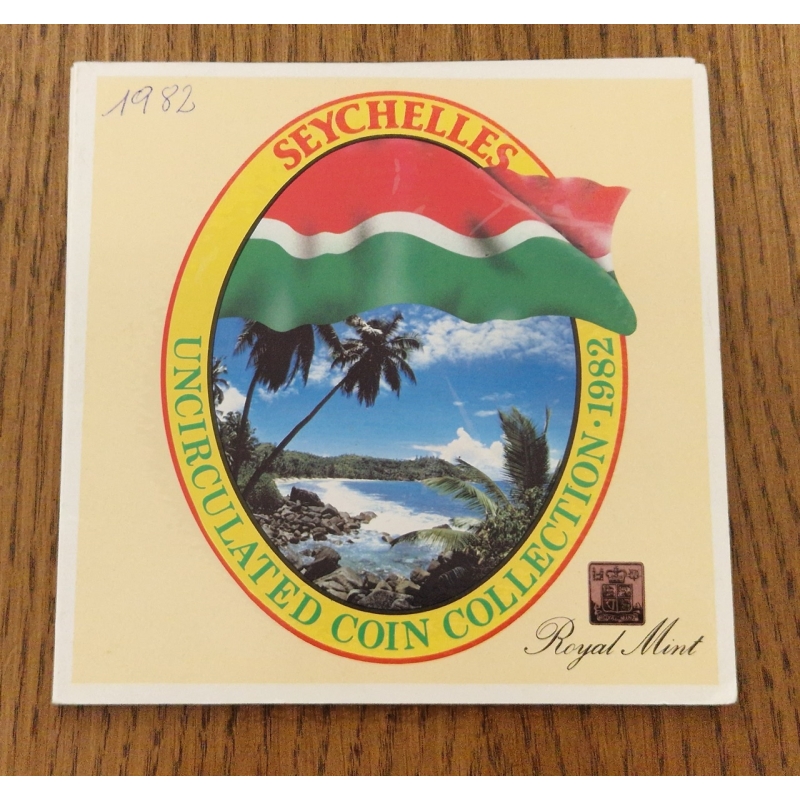 1982
SEYCHELLES
UNCIRCULATED COIN COLLECTION · 1982
Royal Mint